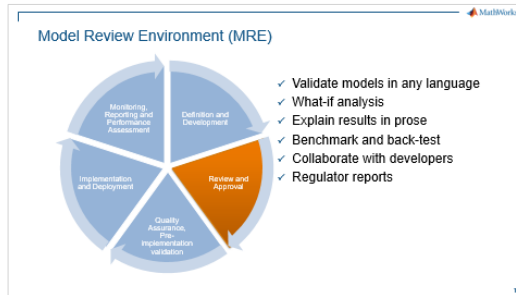 MathWorks
Model Review Environment (MRE)
Monitoring,
Reporting and
Performance
Assessment
Definition and
Development
Implementation
and Deployment
Review and
Approval
Quality
Assurance,
Pre-
implementation
validation
✓ Validate models in any language
✓ What-if analysis
✓ Explain results in prose
✓ Benchmark and back-test
✓ Collaborate with developers
✓ Regulator reports